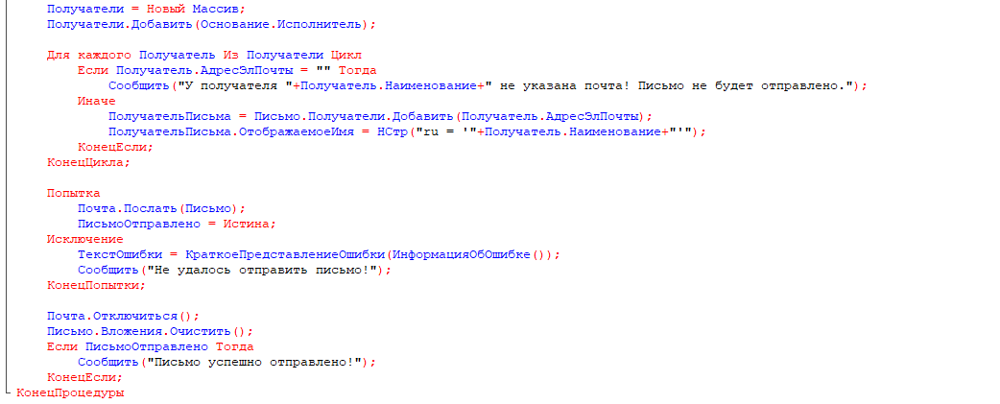 Получатели = Новый Массив;
Получатели.Добавить(Основание.Исполнитель);
Для каждого Получатель Из Получатели Цикл
Если Получатель.АдресЭлПочты = "" Тогда
Сообщить("У получателя "+Получатель.Наименование+" не указана почта! Письмо не будет отправлено.");
Иначе
ПолучательПисьма = Письмо.Получатели.Добавить(Получатель.АдресЭлПочты);
ПолучательПисьма.ОтображаемоеИмя = НСтр("ru = '"+Получатель.Наименование+"'");
КонецЕсли;
КонецЦикла;
Попытка
Почта.Послать(Письмо);
ПисьмоОтправлено = Истина;
Исключение
ТекстОшибки = КраткоеПредставлениеОшибки(ИнформацияОбОшибке());
Сообщить("Не удалось отправить письмо!");
КонецПопытки;
Почта.Отключиться();
Письмо.Вложения.Очистить();
Если ПисьмоОтправлено Тогда
Сообщить("Письмо успешно отправлено!");
КонецЕсли;
КонецПроцедуры